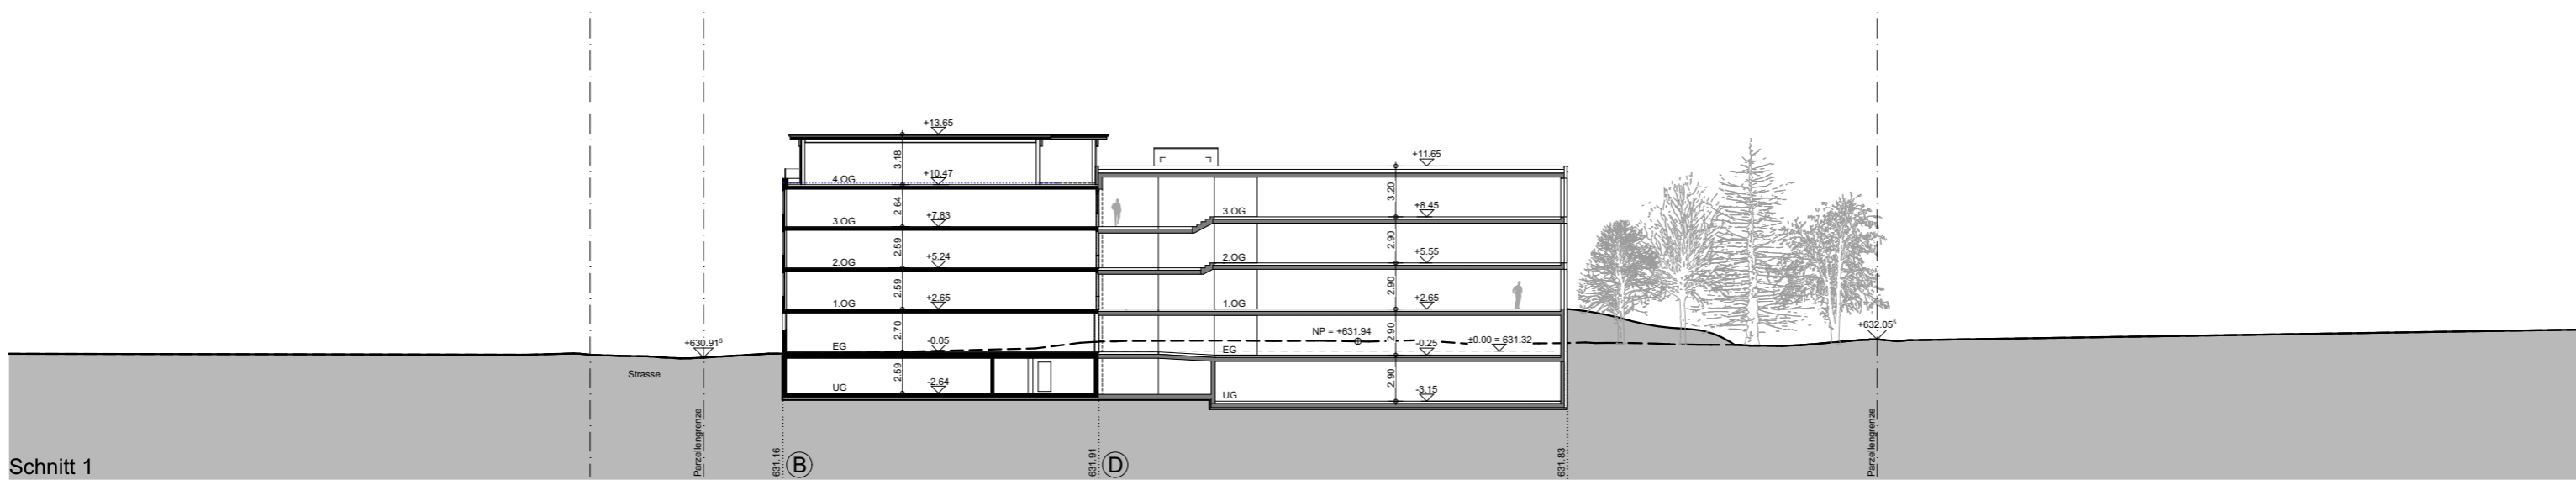 +13.65
3.18
4.OG
+10.47
2.64
3.OG
+7.83
2.59
2.OG
+5.24
2.59
1.OG
+2.65
2.70
EG
-0.05
2.59
UG
-2.64
+11.65
3.20
3.OG
+8.45
2.90
2.OG
+5.55
2.90
1.OG
+2.65
NP = +631.94
2.90
EG
-0.25
±0.00 = 631.32
2.90
UG
-3.15
+630.91⁵
Strasse
+632.05⁵
Parzellengrenze
631.16
B
631.91
D
631.83
Parzellengrenze
Schnitt 1